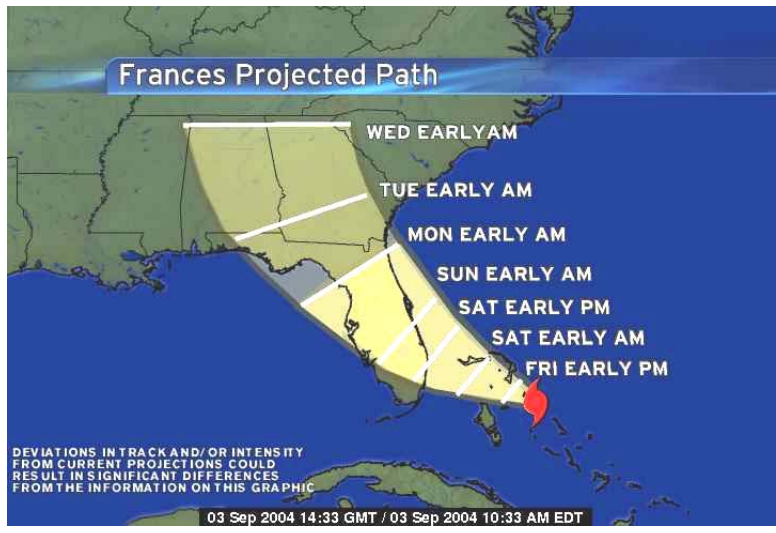 Frances Projected Path
WED EARLY AM
TUE EARLY AM
MON EARLY AM
SUN EARLY AM
SAT EARLY PM
SAT EARLY AM
FRI EARLY PM
DEVIATIONS IN TRACK AND/OR INTENSITY
FROM CURRENT PROJECTIONS COULD
RESULT IN SIGNIFICANT DIFFERENCES
FROM THE INFORMATION ON THIS GRAPHIC
03 Sep 2004 14:33 GMT / 03 Sep 2004 10:33 AM EDT